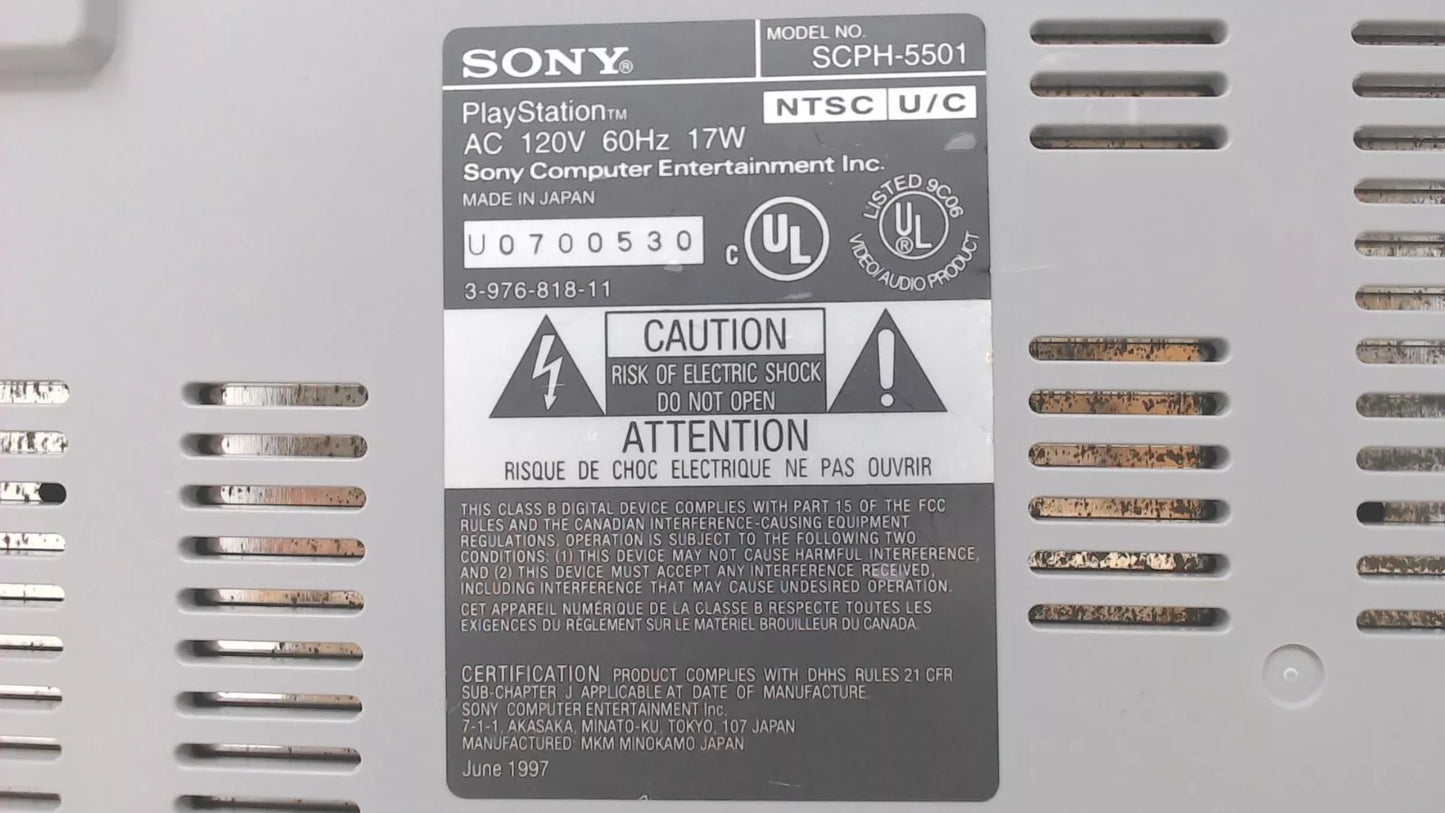 SONY®
MODEL NO.
SCPH-5501
PlayStation™
NTSC U/C
AC 120V 60Hz 17W
Sony Computer Entertainment Inc.
MADE IN JAPAN
U0700530
3-976-818-11
C UL
LISTED 9C06
UL®
VIDEO/AUDIO PRODUCT
CAUTION
RISK OF ELECTRIC SHOCK
DO NOT OPEN
ATTENTION
RISQUE DE CHOC ELECTRIQUE NE PAS OUVRIR
THIS CLASS B DIGITAL DEVICE COMPLIES WITH PART 15 OF THE FCC
RULES AND THE CANADIAN INTERFERENCE-CAUSING EQUIPMENT
REGULATIONS. OPERATION IS SUBJECT TO THE FOLLOWING TWO
CONDITIONS: (1) THIS DEVICE MAY NOT CAUSE HARMFUL INTERFERENCE,
AND (2) THIS DEVICE MUST ACCEPT ANY INTERFERENCE RECEIVED,
INCLUDING INTERFERENCE THAT MAY CAUSE UNDESIRED OPERATION.
CET APPAREIL NUMÉRIQUE DE LA CLASSE B RESPECTE TOUTES LES
EXIGENCES DU RÈGLEMENT SUR LE MATÉRIEL BROUILLEUR DU CANADA.
CERTIFICATION PRODUCT COMPLIES WITH DHHS RULES 21 CFR
SUB-CHAPTER J APPLICABLE AT DATE OF MANUFACTURE.
SONY COMPUTER ENTERTAINMENT Inc.
7-1-1, AKASAKA, MINATO-KU, TOKYO, 107 JAPAN
MANUFACTURED: MKM MINOKAMO JAPAN
June 1997